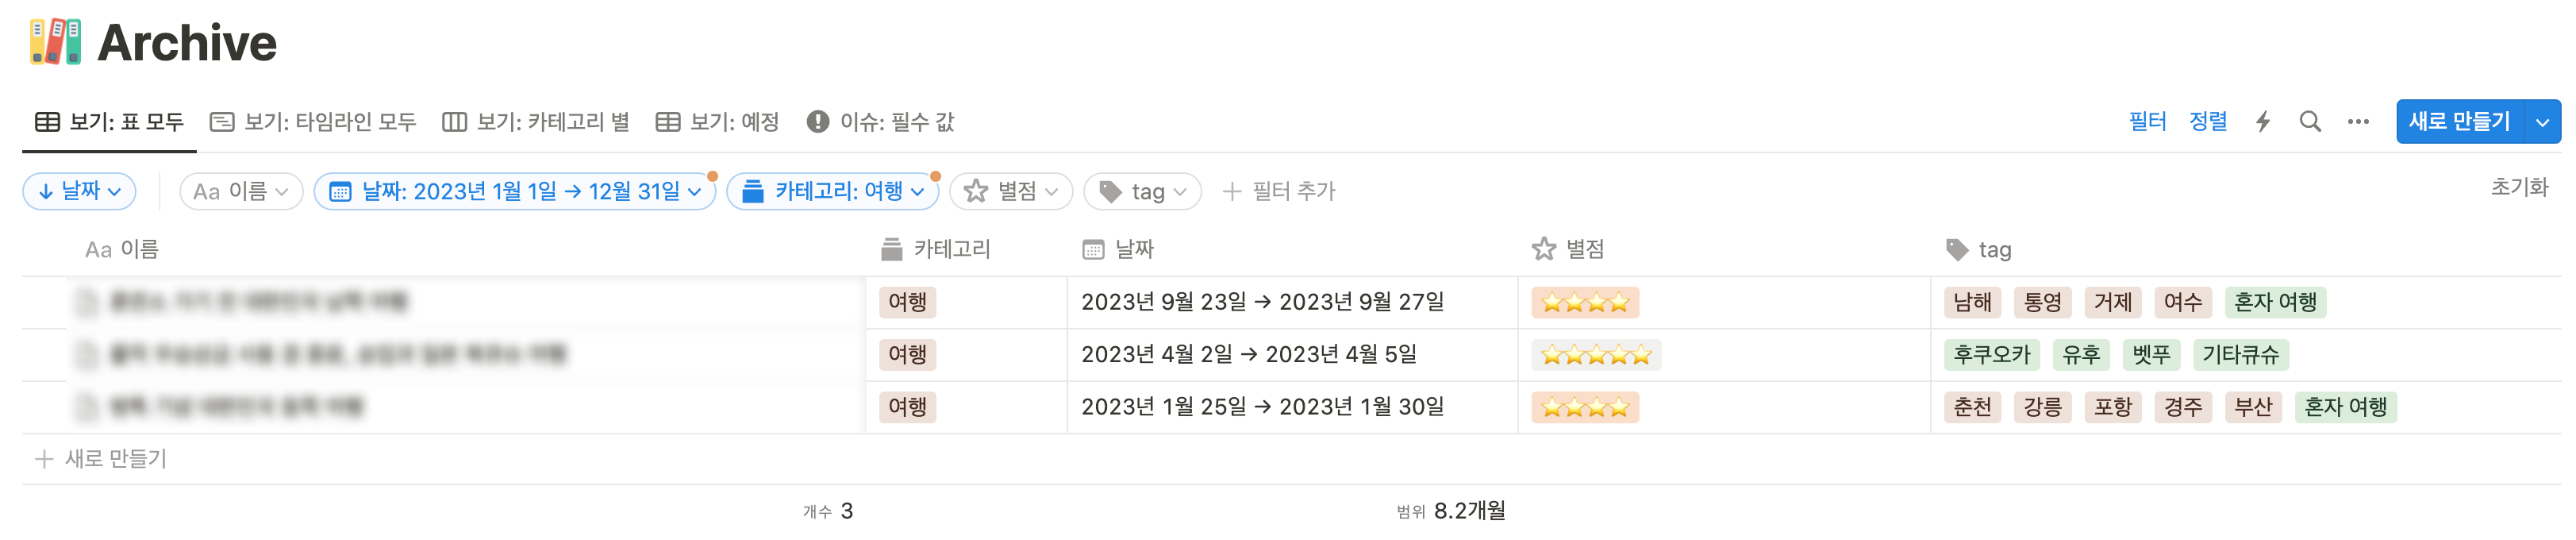 Archive
보기: 표 모두 보기: 타임라인 모두 보기: 카테고리 별 보기: 예정 이슈: 필수 값 필터 정렬 새로 만들기
날짜 Aa 이름 날짜: 2023년 1월 1일 → 12월 31일 카테고리: 여행 별점 tag + 필터 추가 초기화
Aa 이름 카테고리 날짜 별점 tag
여행 2023년 9월 23일 → 2023년 9월 27일 ⭐⭐⭐⭐ 남해 통영 거제 여수 혼자 여행
여행 2023년 4월 2일 → 2023년 4월 5일 ⭐⭐⭐⭐⭐ 후쿠오카 유후 벳푸 기타큐슈
여행 2023년 1월 25일 → 2023년 1월 30일 ⭐⭐⭐⭐ 춘천 강릉 포항 경주 부산 혼자 여행
+ 새로 만들기
개수 3 범위 8.2개월